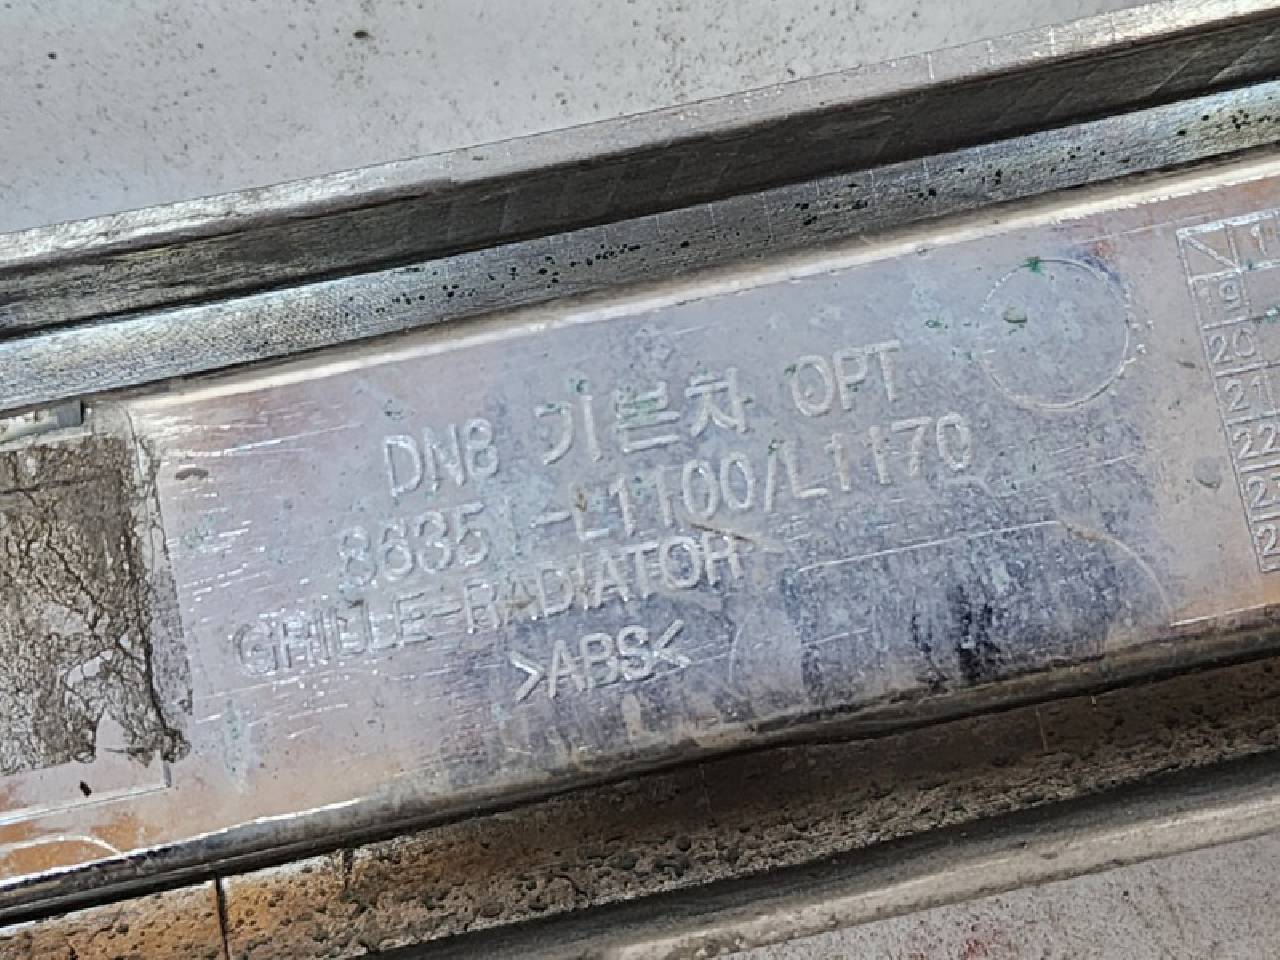 DN8 기본차 OPT
86351-L1100/L1170
GRILLE-RADIATOR
>ABS<
19
20
21
22